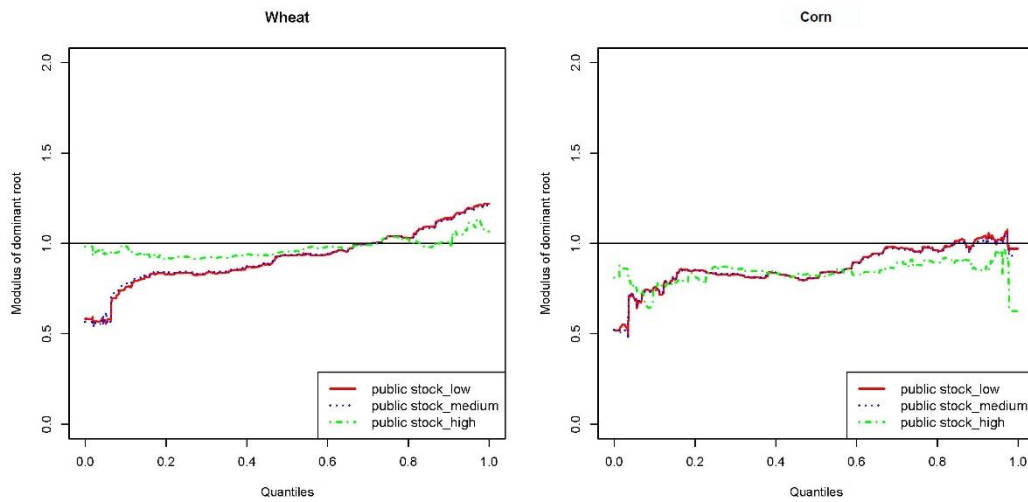 Wheat
Modulus of dominant root
2.0
1.5
1.0
0.5
0.0
public stock_low
public stock_medium
public stock_high
0.0 0.2 0.4 0.6 0.8 1.0
Quantiles
Corn
Modulus of dominant root
2.0
1.5
1.0
0.5
0.0
public stock_low
public stock_medium
public stock_high
0.0 0.2 0.4 0.6 0.8 1.0
Quantiles